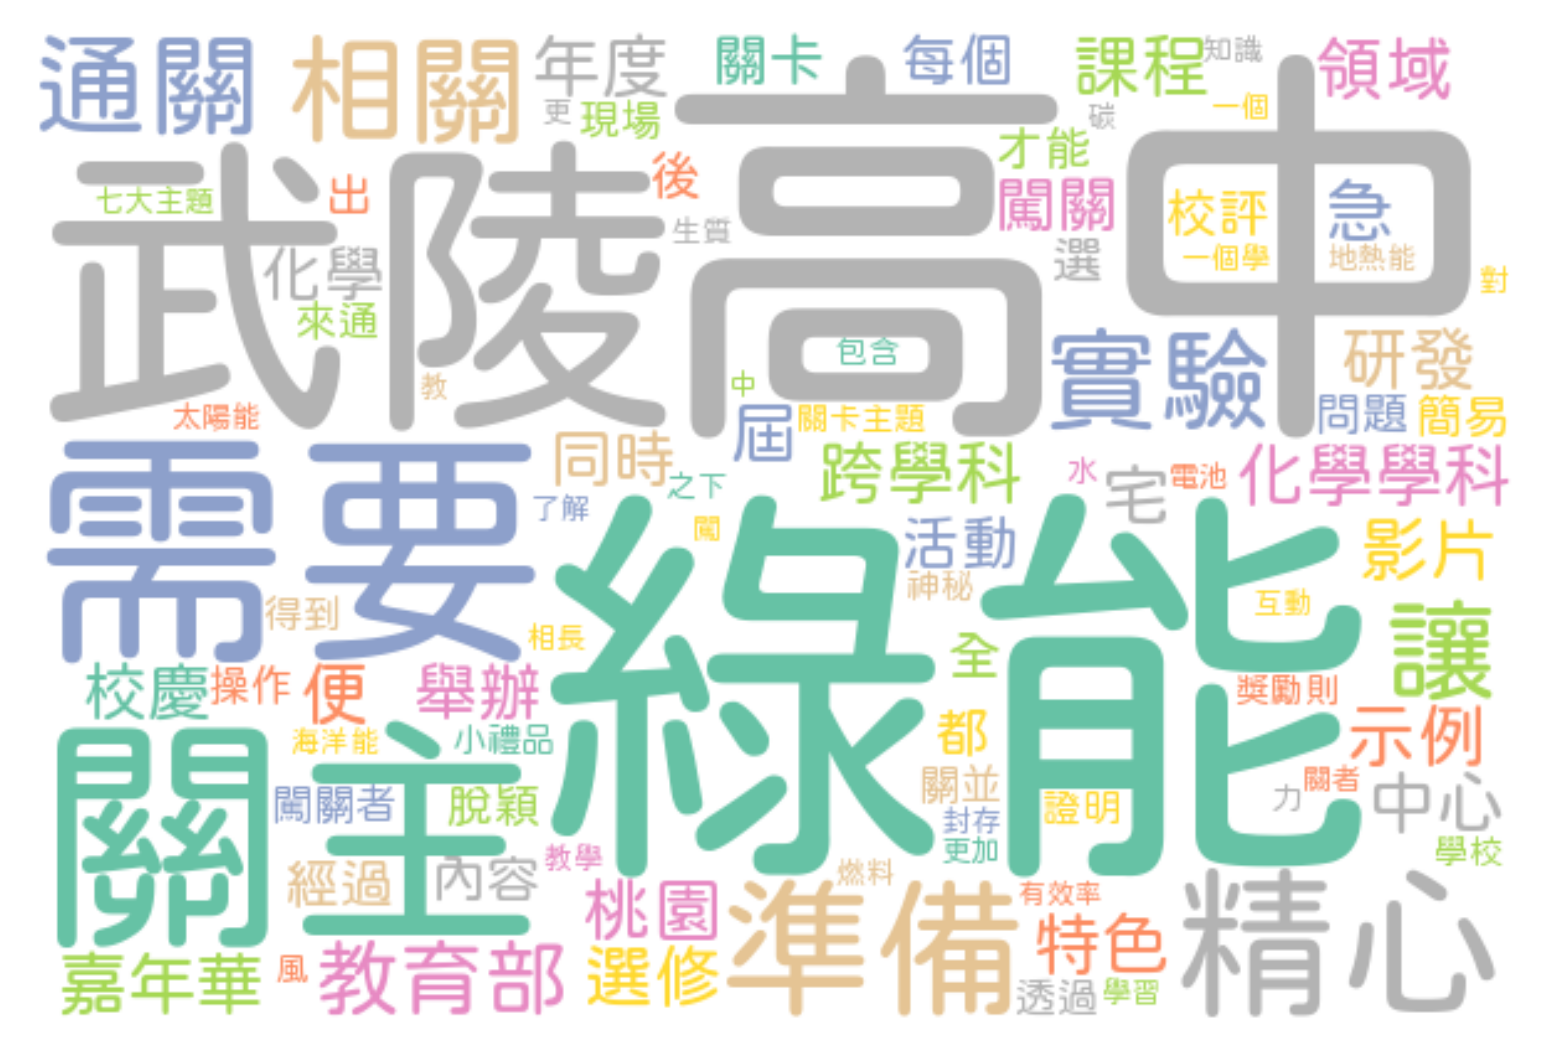 通關
相關
年度
關卡
每個
課程
知識
領域
更
現場
碳
一個
武陵高中
七大主題
出
後
才能
闖關
校評
急
化學
生質
選
一個學
地熱能
對
來通
包含
實驗
研發
教
中
太陽能
屆
關卡主題
問題
簡易
需要
同時
之下
跨學科
水
宅
電池
化學學科
了解
闖
活動
影片
綠能
神秘
得到
相長
互動
讓
校慶
操作
便
舉辦
全
獎勵則
關主
海洋能
小禮品
都
示例
闖關者
脫穎
關並
證明
力
關者
中心
封存
更加
學校
經過
內容
教學
燃料
桃園
準備
有效率
特色
精心
嘉年華
風
教育部
選修
透過
學習